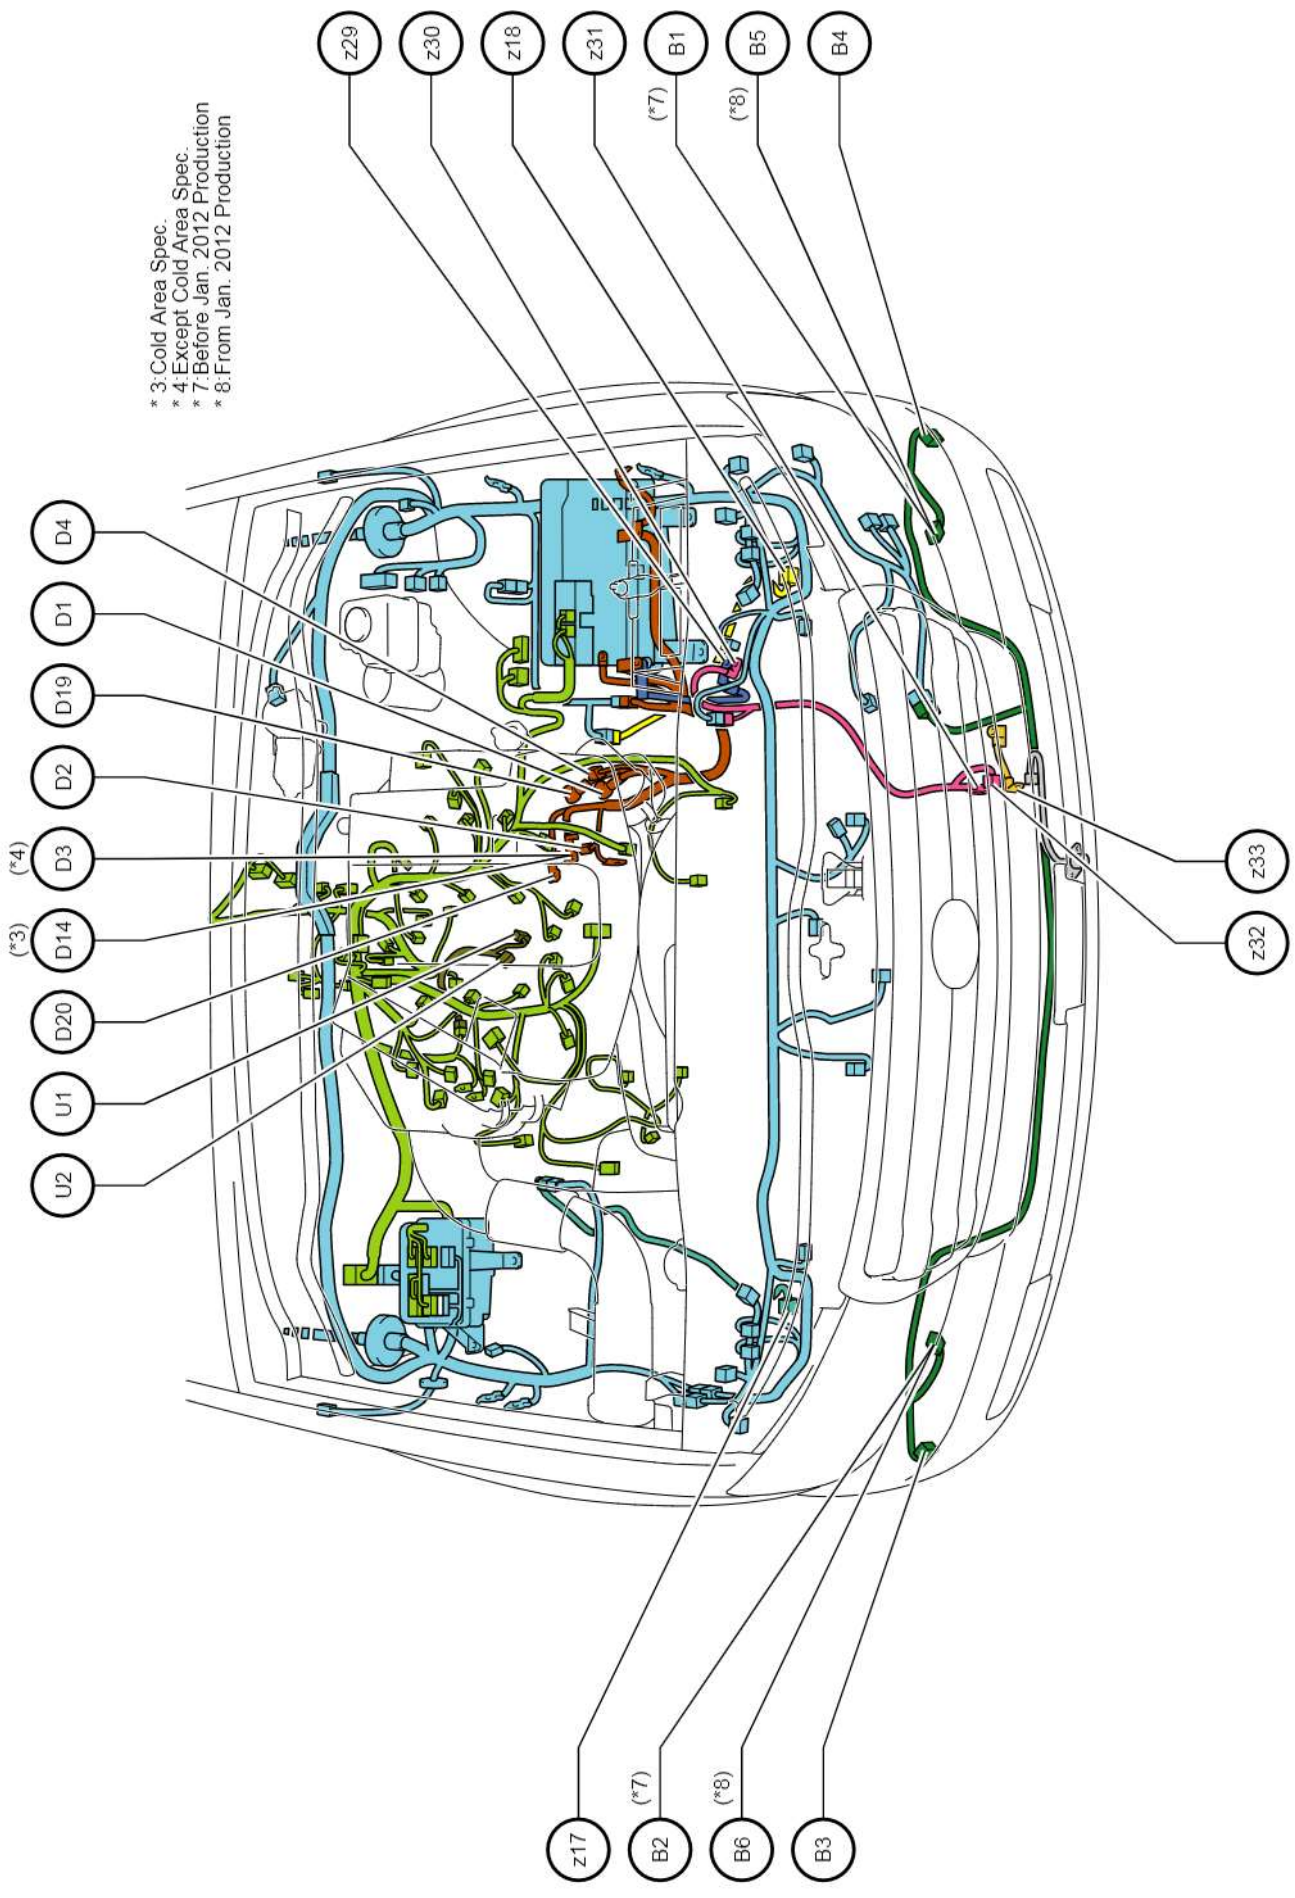 * 3:Cold Area Spec.
* 4:Except Cold Area Spec.
* 7:Before Jan. 2012 Production
* 8:From Jan. 2012 Production
U2
U1
D20
(*3)
D14
(*4)
D3
D2
D19
D1
D4
z29
z30
z18
z31
(*7)
B1
(*8)
B5
B4
z17
(*7)
B2
(*8)
B6
B3
z32
z33